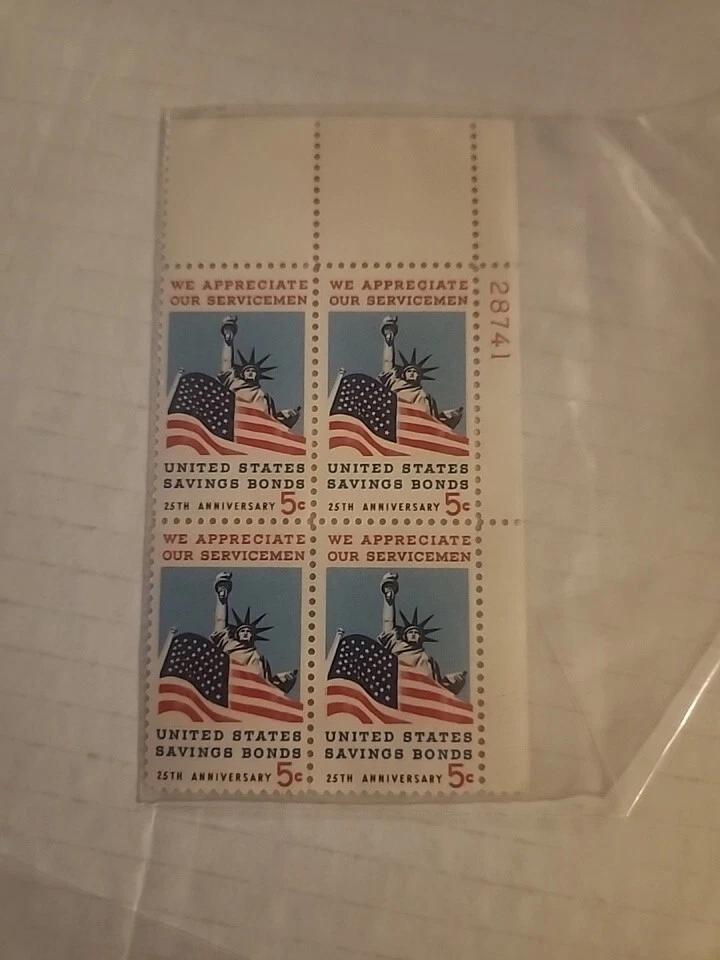 WE APPRECIATE
OUR SERVICEMEN
UNITED STATES
SAVINGS BONDS
25TH ANNIVERSARY 5c
WE APPRECIATE
OUR SERVICEMEN
UNITED STATES
SAVINGS BONDS
25TH ANNIVERSARY 5c
28741
WE APPRECIATE
OUR SERVICEMEN
UNITED STATES
SAVINGS BONDS
25TH ANNIVERSARY 5c
WE APPRECIATE
OUR SERVICEMEN
UNITED STATES
SAVINGS BONDS
25TH ANNIVERSARY 5c